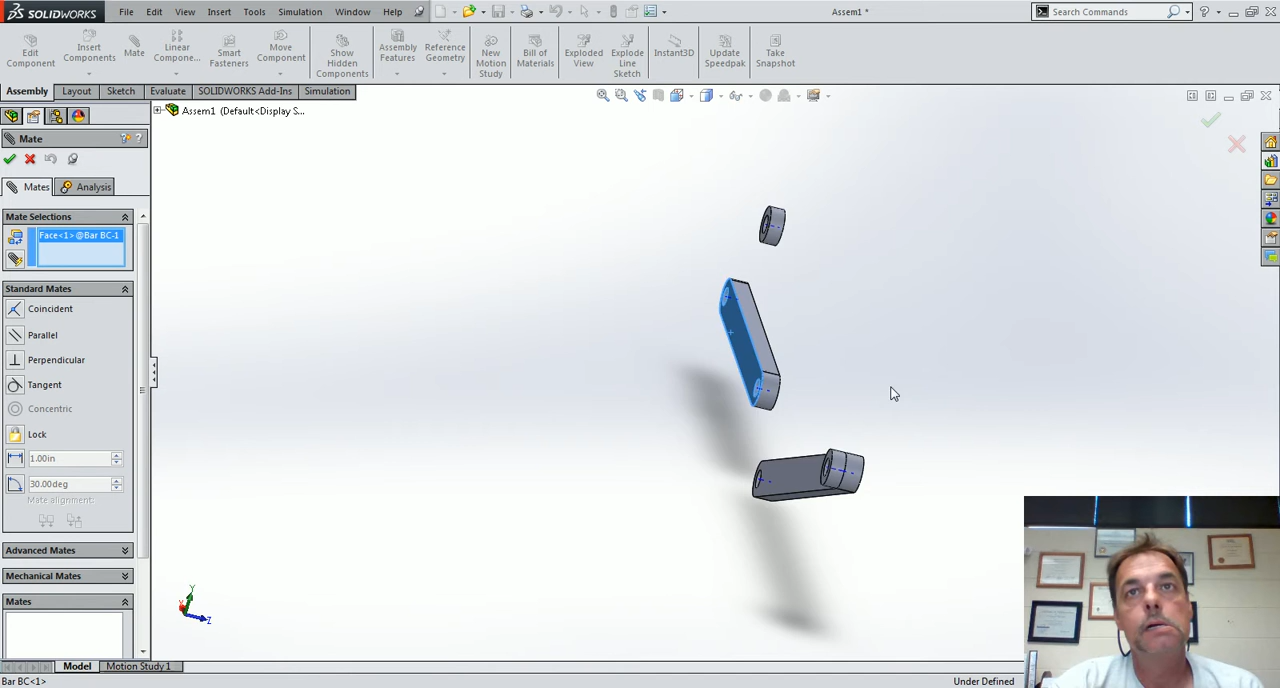 SOLIDWORKS File Edit View Insert Tools Simulation Window Help Assem1 * Search Commands
Edit Component
Insert Components
Mate
Linear Compone...
Smart Fasteners
Move Component
Show Hidden Components
Assembly Features
Reference Geometry
New Motion Study
Bill of Materials
Exploded View
Explode Line Sketch
Instant3D
Update Speedpak
Take Snapshot
Assembly Layout Sketch Evaluate SOLIDWORKS Add-Ins Simulation
Assem1 (Default<Display S...
Mate
Mates Analysis
Mate Selections
Face<1>@Bar BC-1
Standard Mates
Coincident
Parallel
Perpendicular
Tangent
Concentric
Lock
1.00in
30.00deg
Mate alignment:
Advanced Mates
Mechanical Mates
Mates
Y
Z
Model Motion Study 1
Bar BC<1> Under Defined